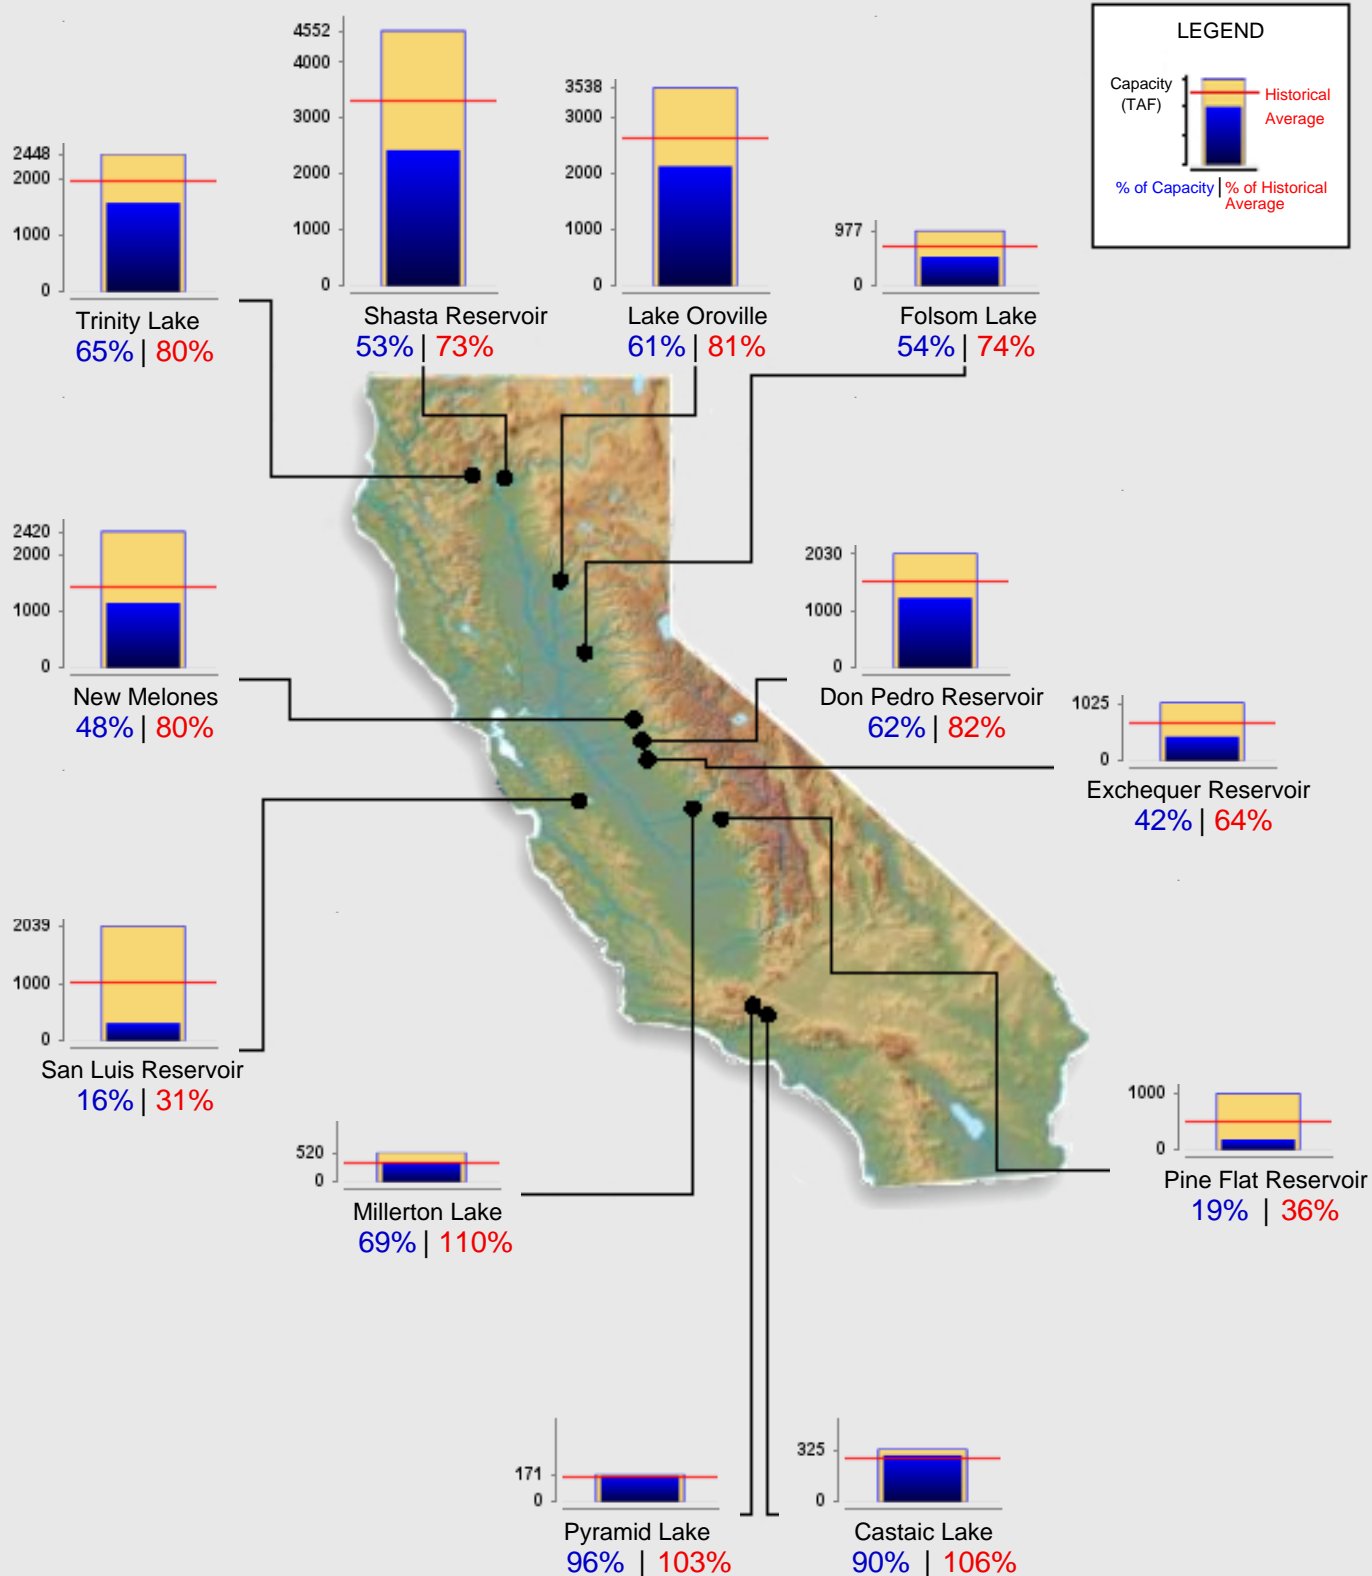 LEGEND
Capacity
(TAF)
Historical
Average
% of Capacity | % of Historical
Average
4552
4000
3000
2000
1000
0
Shasta Reservoir
53% | 73%
3538
3000
2000
1000
0
Lake Oroville
61% | 81%
2448
2000
1000
0
Trinity Lake
65% | 80%
977
0
Folsom Lake
54% | 74%
2420
2000
1000
0
New Melones
48% | 80%
2030
1000
0
Don Pedro Reservoir
62% | 82%
1025
0
Exchequer Reservoir
42% | 64%
2039
1000
0
San Luis Reservoir
16% | 31%
520
0
Millerton Lake
69% | 110%
1000
0
Pine Flat Reservoir
19% | 36%
171
0
Pyramid Lake
96% | 103%
325
0
Castaic Lake
90% | 106%